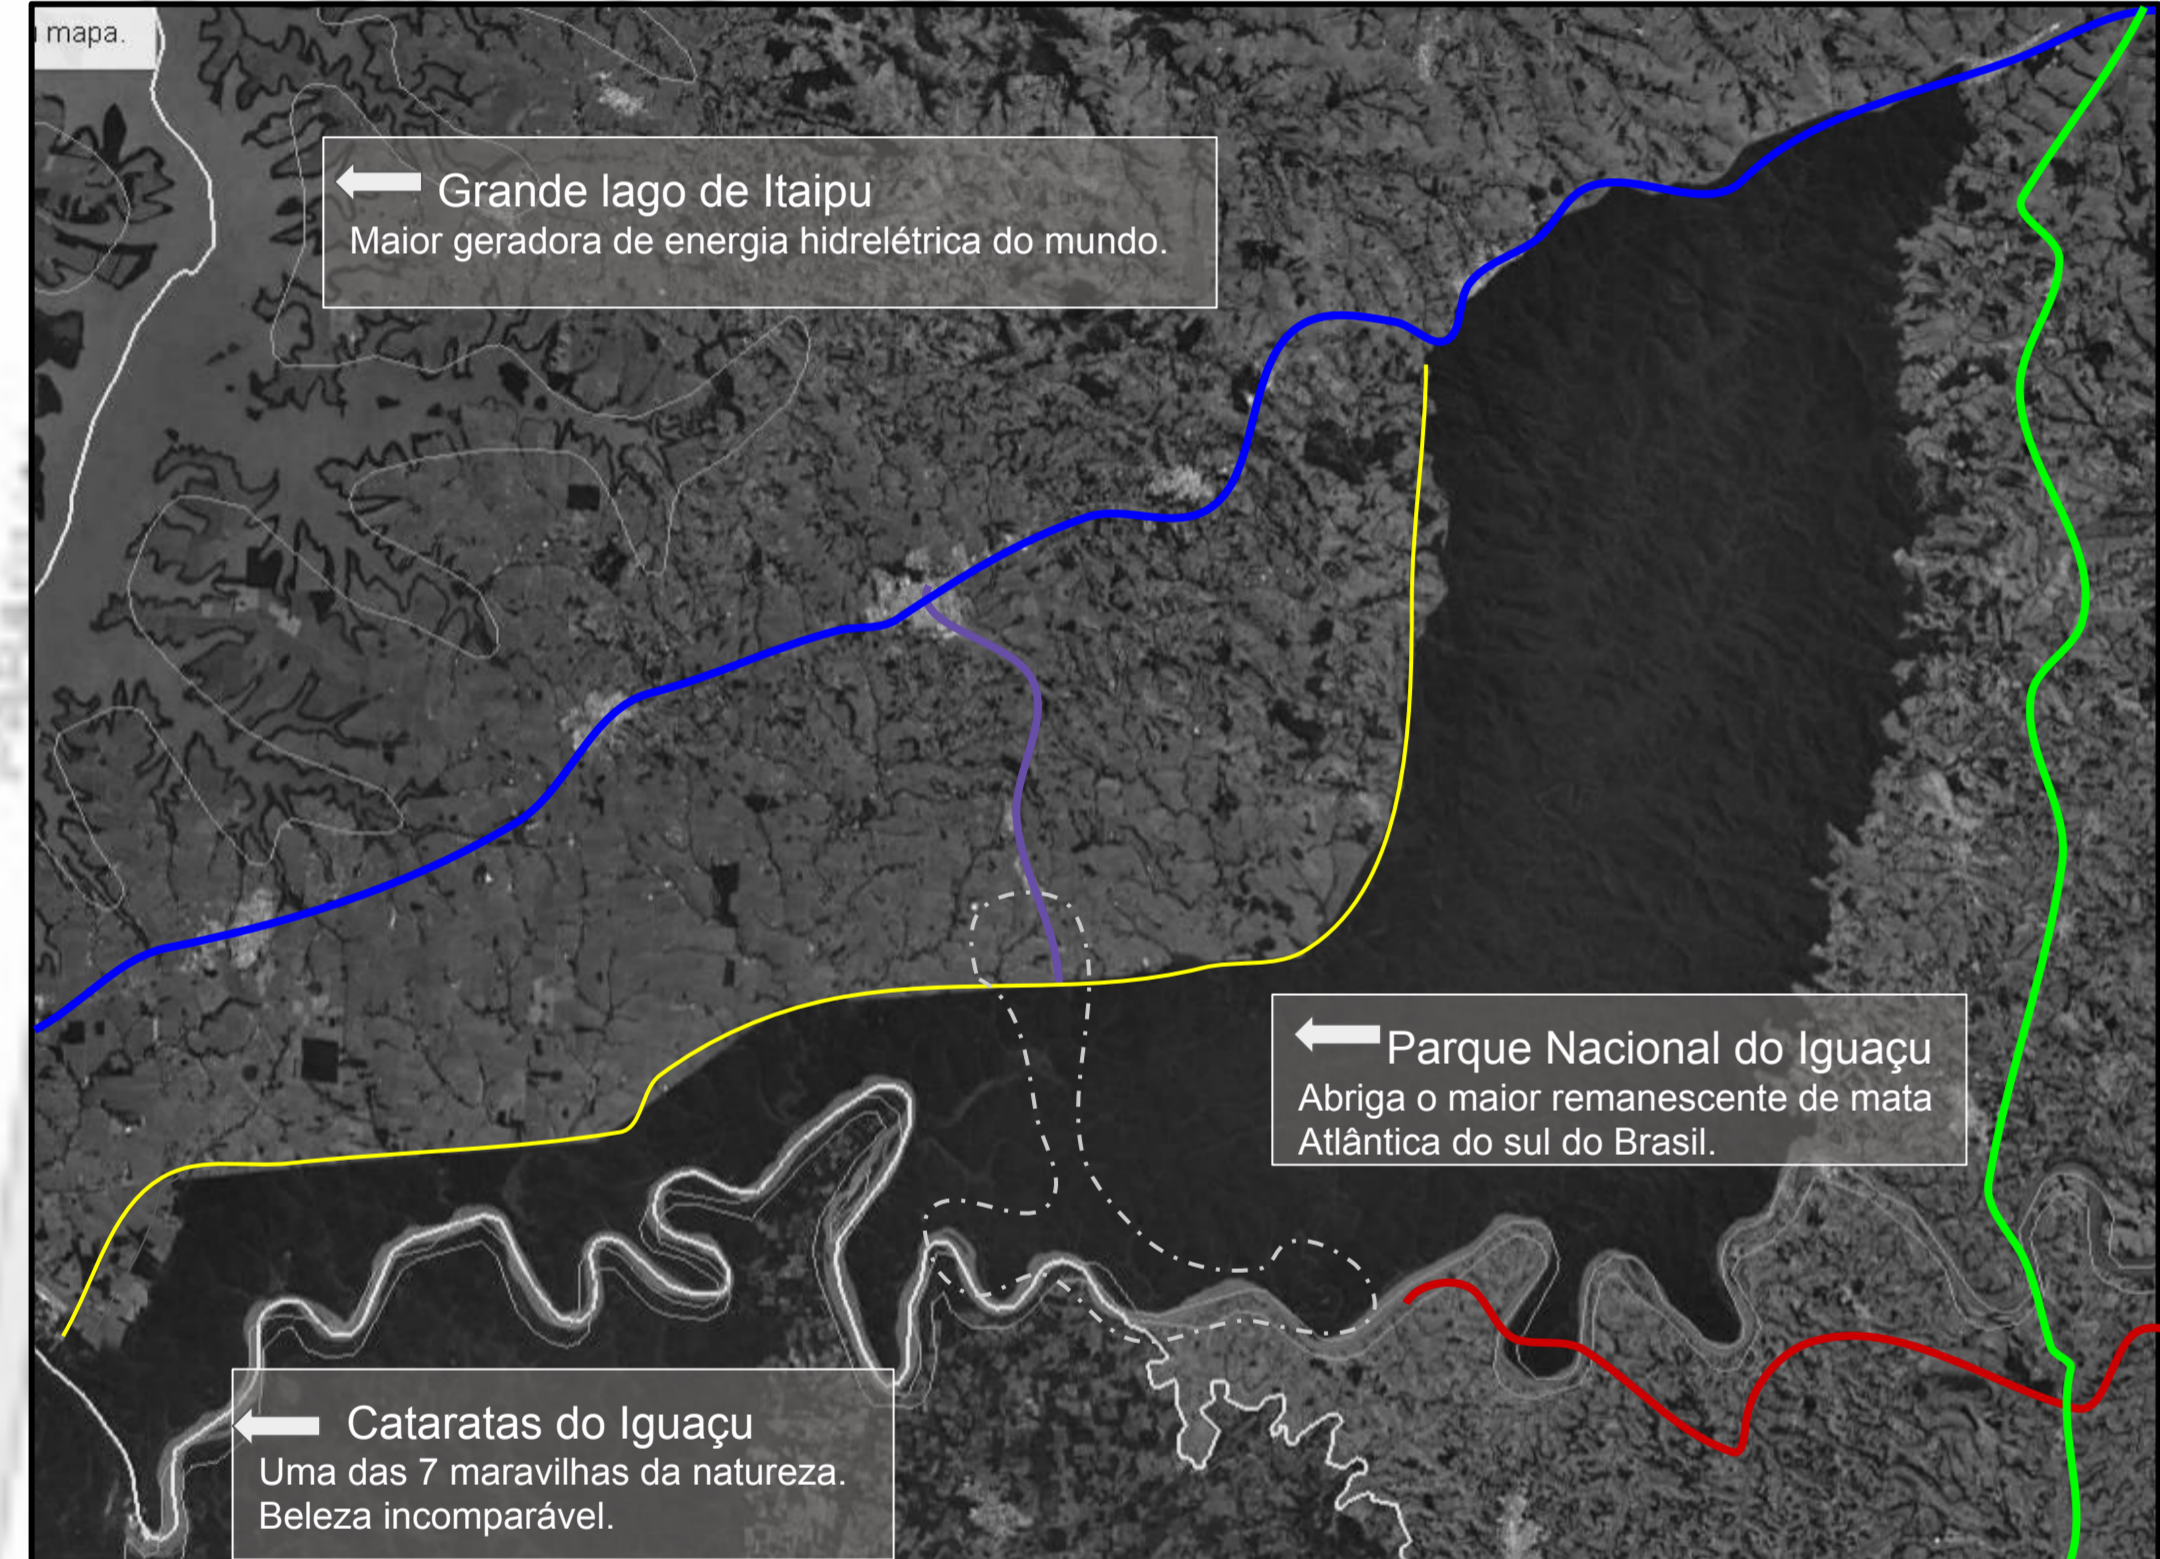 mapa.
Grande lago de Itaipu
Maior geradora de energia hidrelétrica do mundo.
Parque Nacional do Iguaçu
Abriga o maior remanescente de mata
Atlântica do sul do Brasil.
Cataratas do Iguaçu
Uma das 7 maravilhas da natureza.
Beleza incomparável.